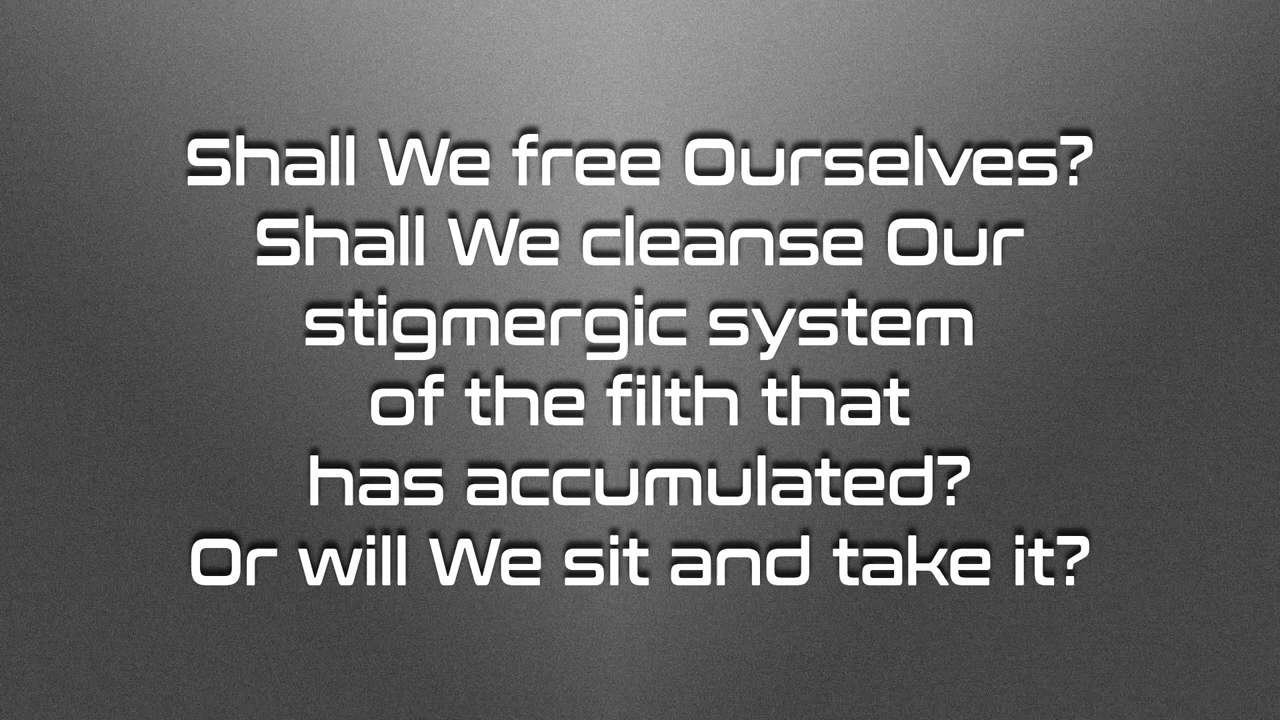 Shall We free Ourselves?
Shall We cleanse Our
stigmergic system
of the filth that
has accumulated?
Or will We sit and take it?